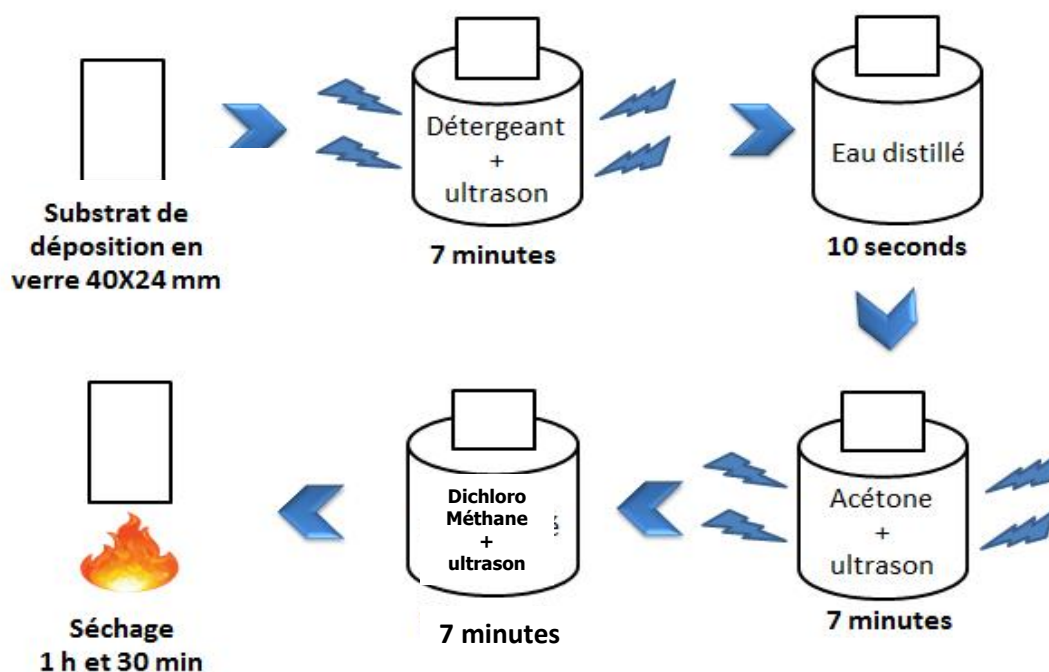 Substrat de
déposition en
verre 40X24 mm
Détergeant
+
ultrason
7 minutes
Eau distillé
10 seconds
Acétone
+
ultrason
7 minutes
Dichloro
Méthane
+
ultrason
7 minutes
Séchage
1 h et 30 min